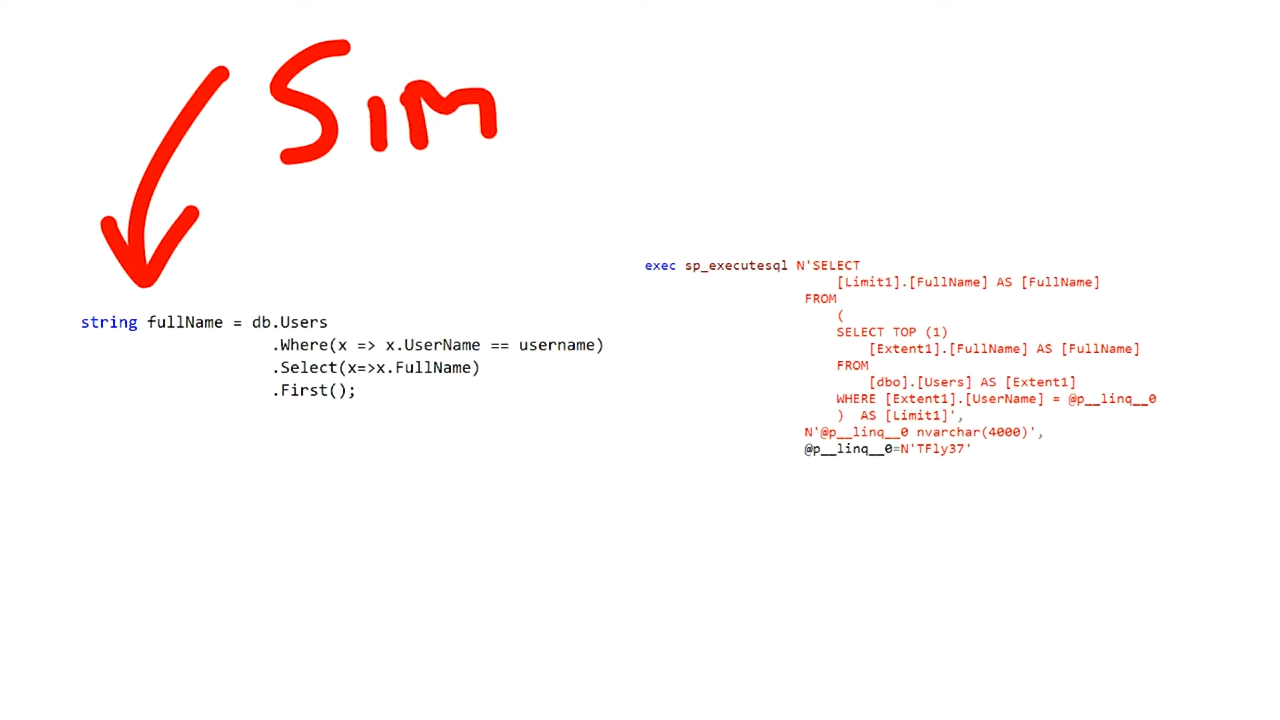 SIM
string fullName = db.Users
.Where(x => x.UserName == username)
.Select(x=>x.FullName)
.First();
exec sp_executesql N'SELECT
[Limit1].[FullName] AS [FullName]
FROM
(
SELECT TOP (1)
[Extent1].[FullName] AS [FullName]
FROM
[dbo].[Users] AS [Extent1]
WHERE [Extent1].[UserName] = @p__linq__0
) AS [Limit1]',
N'@p__linq__0 nvarchar(4000)',
@p__linq__0=N'TFly37'